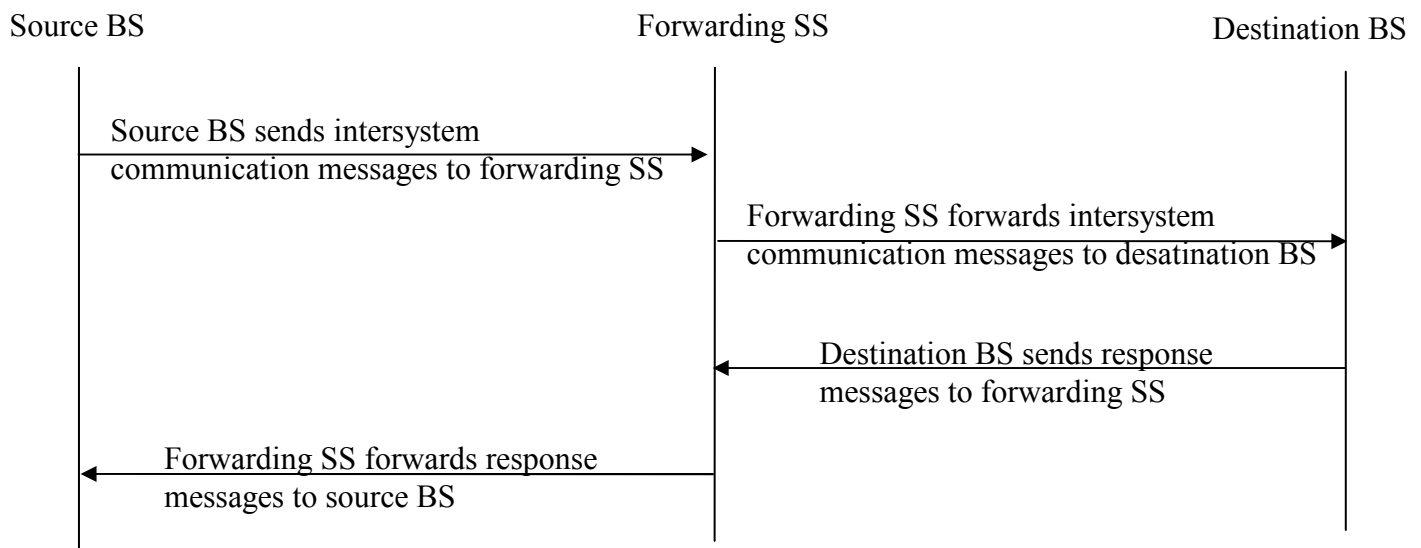 Source BS
Forwarding SS
Destination BS
Source BS sends intersystem
communication messages to forwarding SS
Forwarding SS forwards intersystem
communication messages to desatination BS
Destination BS sends response
messages to forwarding SS
Forwarding SS forwards response
messages to source BS